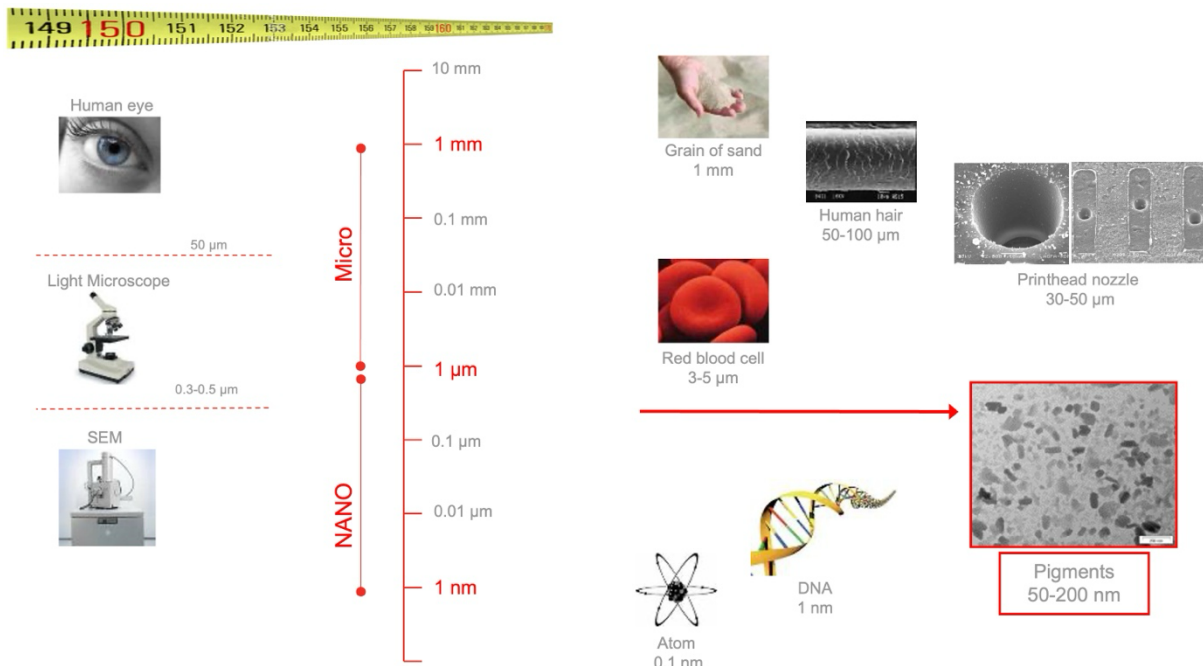 149 150 151 152 153 154 155 156 157 158 159 160
Human eye
50 μm
Light Microscope
0.3-0.5 μm
SEM
Micro
NANO
10 mm
1 mm
0.1 mm
0.01 mm
1 μm
0.1 μm
0.01 μm
1 nm
Grain of sand
1 mm
Human hair
50-100 μm
Printhead nozzle
30-50 μm
Red blood cell
3-5 μm
Pigments
50-200 nm
DNA
1 nm
Atom
0.1 nm